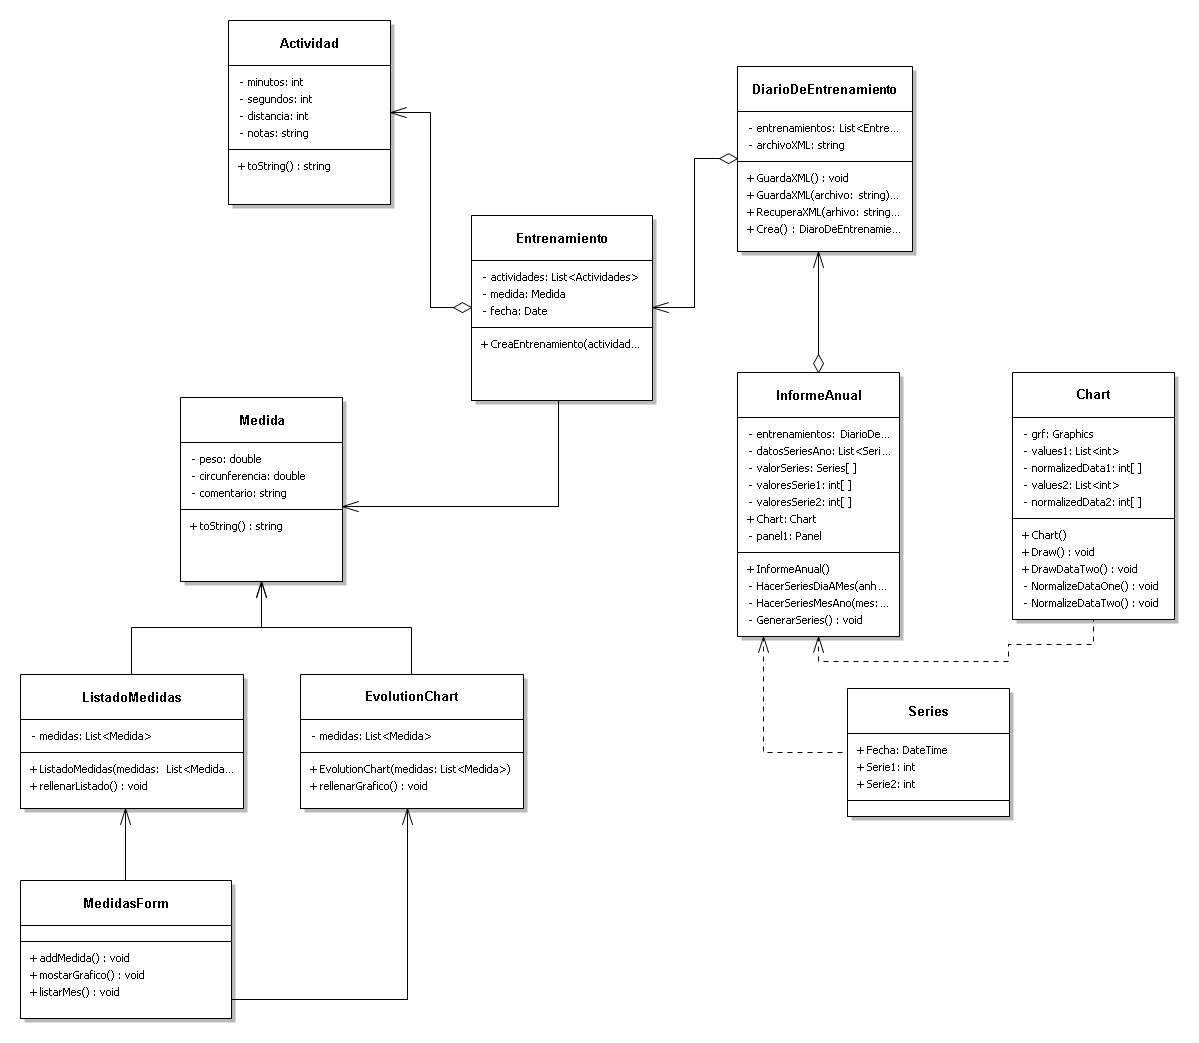 Actividad
- minutos: int
- segundos: int
- distancia: int
- notas: string
+ toString() : string
DiarioDeEntrenamiento
- entrenamientos: List<Entre...
- archivoXML: string
+ GuardaXML() : void
+ GuardaXML(archivo: string)...
+ RecuperaXML(arhivo: string...
+ Crea() : DiaroDeEntrenamie...
Entrenamiento
- actividades: List<Actividades>
- medida: Medida
- fecha: Date
+ CreaEntrenamiento(actividad...
Medida
- peso: double
- circunferencia: double
- comentario: string
+ toString() : string
InformeAnual
- entrenamientos: DiarioDe...
- datosSeriesAno: List<Seri...
- valorSeries: Series[ ]
- valoresSerie1: int[ ]
- valoresSerie2: int[ ]
+ Chart: Chart
- panel1: Panel
+ InformeAnual()
- HacerSeriesDiaAMes(anh...
- HacerSeriesMesAno(mes:...
- GenerarSeries() : void
Chart
- grf: Graphics
- values1: List<int>
- normalizedData1: int[ ]
- values2: List<int>
- normalizedData2: int[ ]
+ Chart()
+ Draw() : void
+ DrawDataTwo() : void
- NormalizeDataOne() : void
- NormalizeDataTwo() : void
ListadoMedidas
- medidas: List<Medida>
+ ListadoMedidas(medidas: List<Medida...
+ rellenarListado() : void
EvolutionChart
- medidas: List<Medida>
+ EvolutionChart(medidas: List<Medida>)
+ rellenarGrafico() : void
Series
+ Fecha: DateTime
+ Serie1: int
+ Serie2: int
MedidasForm
+ addMedida() : void
+ mostarGrafico() : void
+ listarMes() : void